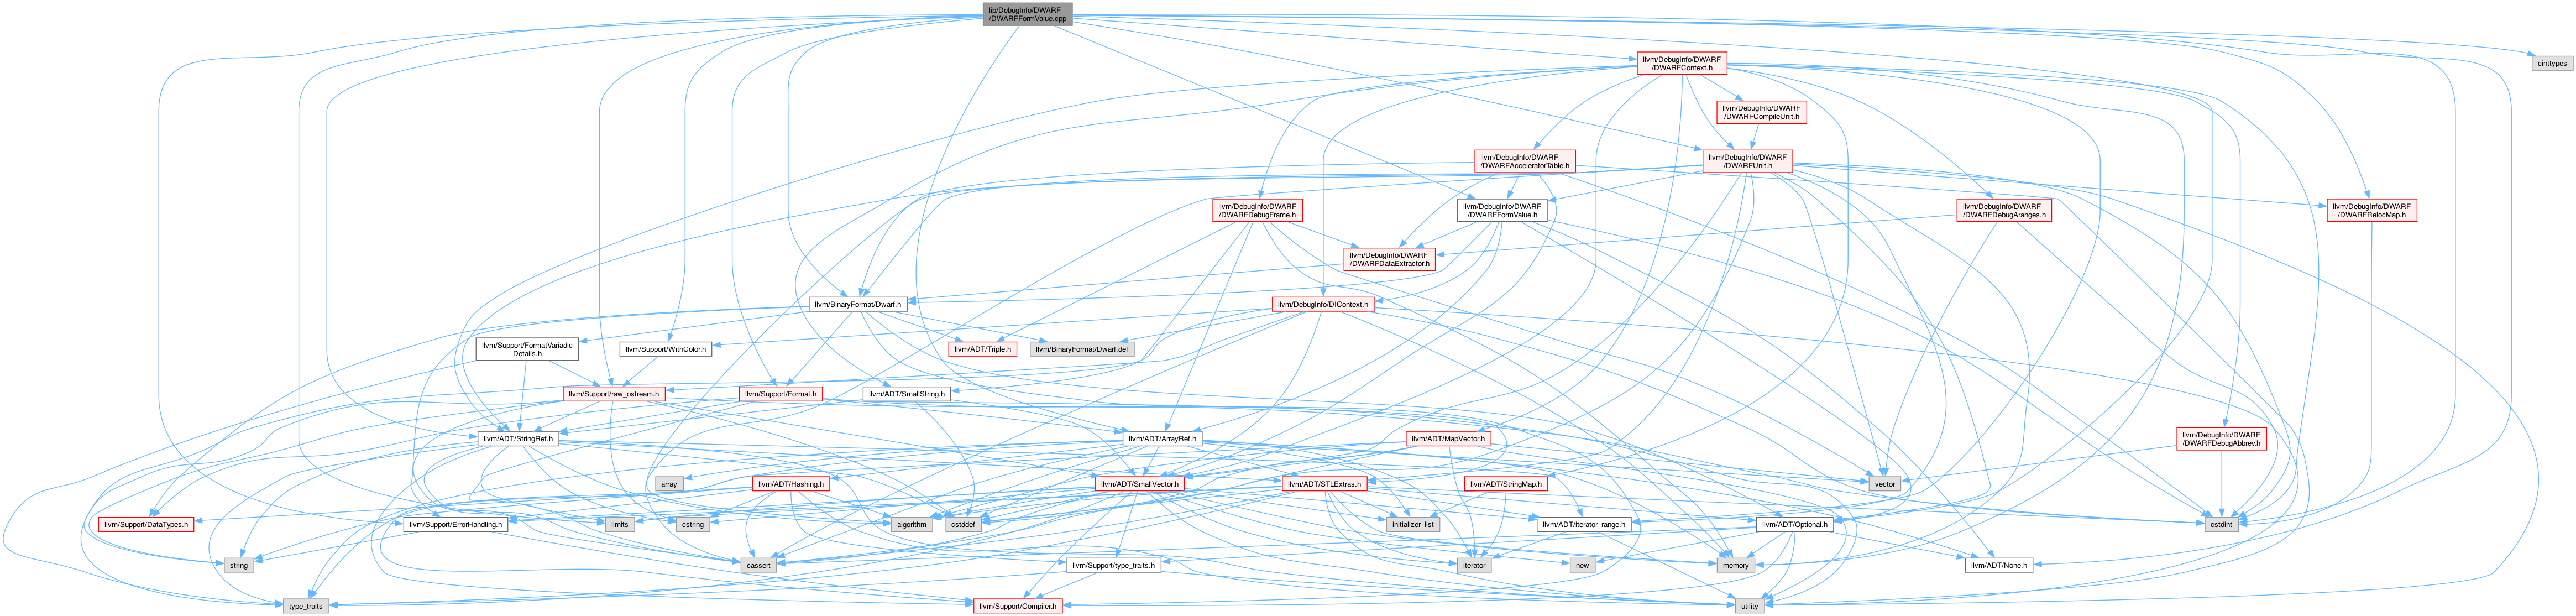 lib/DebugInfo/DWARF
/DWARFFormValue.cpp
llvm/DebugInfo/DWARF
/DWARFContext.h
cinttypes
llvm/DebugInfo/DWARF
/DWARFCompileUnit.h
llvm/DebugInfo/DWARF
/DWARFAcceleratorTable.h
llvm/DebugInfo/DWARF
/DWARFUnit.h
llvm/DebugInfo/DWARF
/DWARFDebugFrame.h
llvm/DebugInfo/DWARF
/DWARFFormValue.h
llvm/DebugInfo/DWARF
/DWARFDebugAranges.h
llvm/DebugInfo/DWARF
/DWARFRelocMap.h
llvm/DebugInfo/DWARF
/DWARFDataExtractor.h
llvm/BinaryFormat/Dwarf.h
llvm/DebugInfo/DIContext.h
llvm/Support/FormatVariadic
Details.h
llvm/Support/WithColor.h
llvm/ADT/Triple.h
llvm/BinaryFormat/Dwarf.def
llvm/Support/raw_ostream.h
llvm/Support/Format.h
llvm/ADT/SmallString.h
llvm/ADT/StringRef.h
llvm/ADT/ArrayRef.h
llvm/ADT/MapVector.h
llvm/DebugInfo/DWARF
/DWARFDebugAbbrev.h
array
llvm/ADT/Hashing.h
llvm/ADT/SmallVector.h
llvm/ADT/STLExtras.h
llvm/ADT/StringMap.h
vector
llvm/Support/DataTypes.h
llvm/Support/ErrorHandling.h
limits
cstring
algorithm
cstddef
initializer_list
llvm/ADT/iterator_range.h
llvm/ADT/Optional.h
cstdint
string
cassert
llvm/Support/type_traits.h
iterator
new
memory
llvm/ADT/None.h
type_traits
llvm/Support/Compiler.h
utility